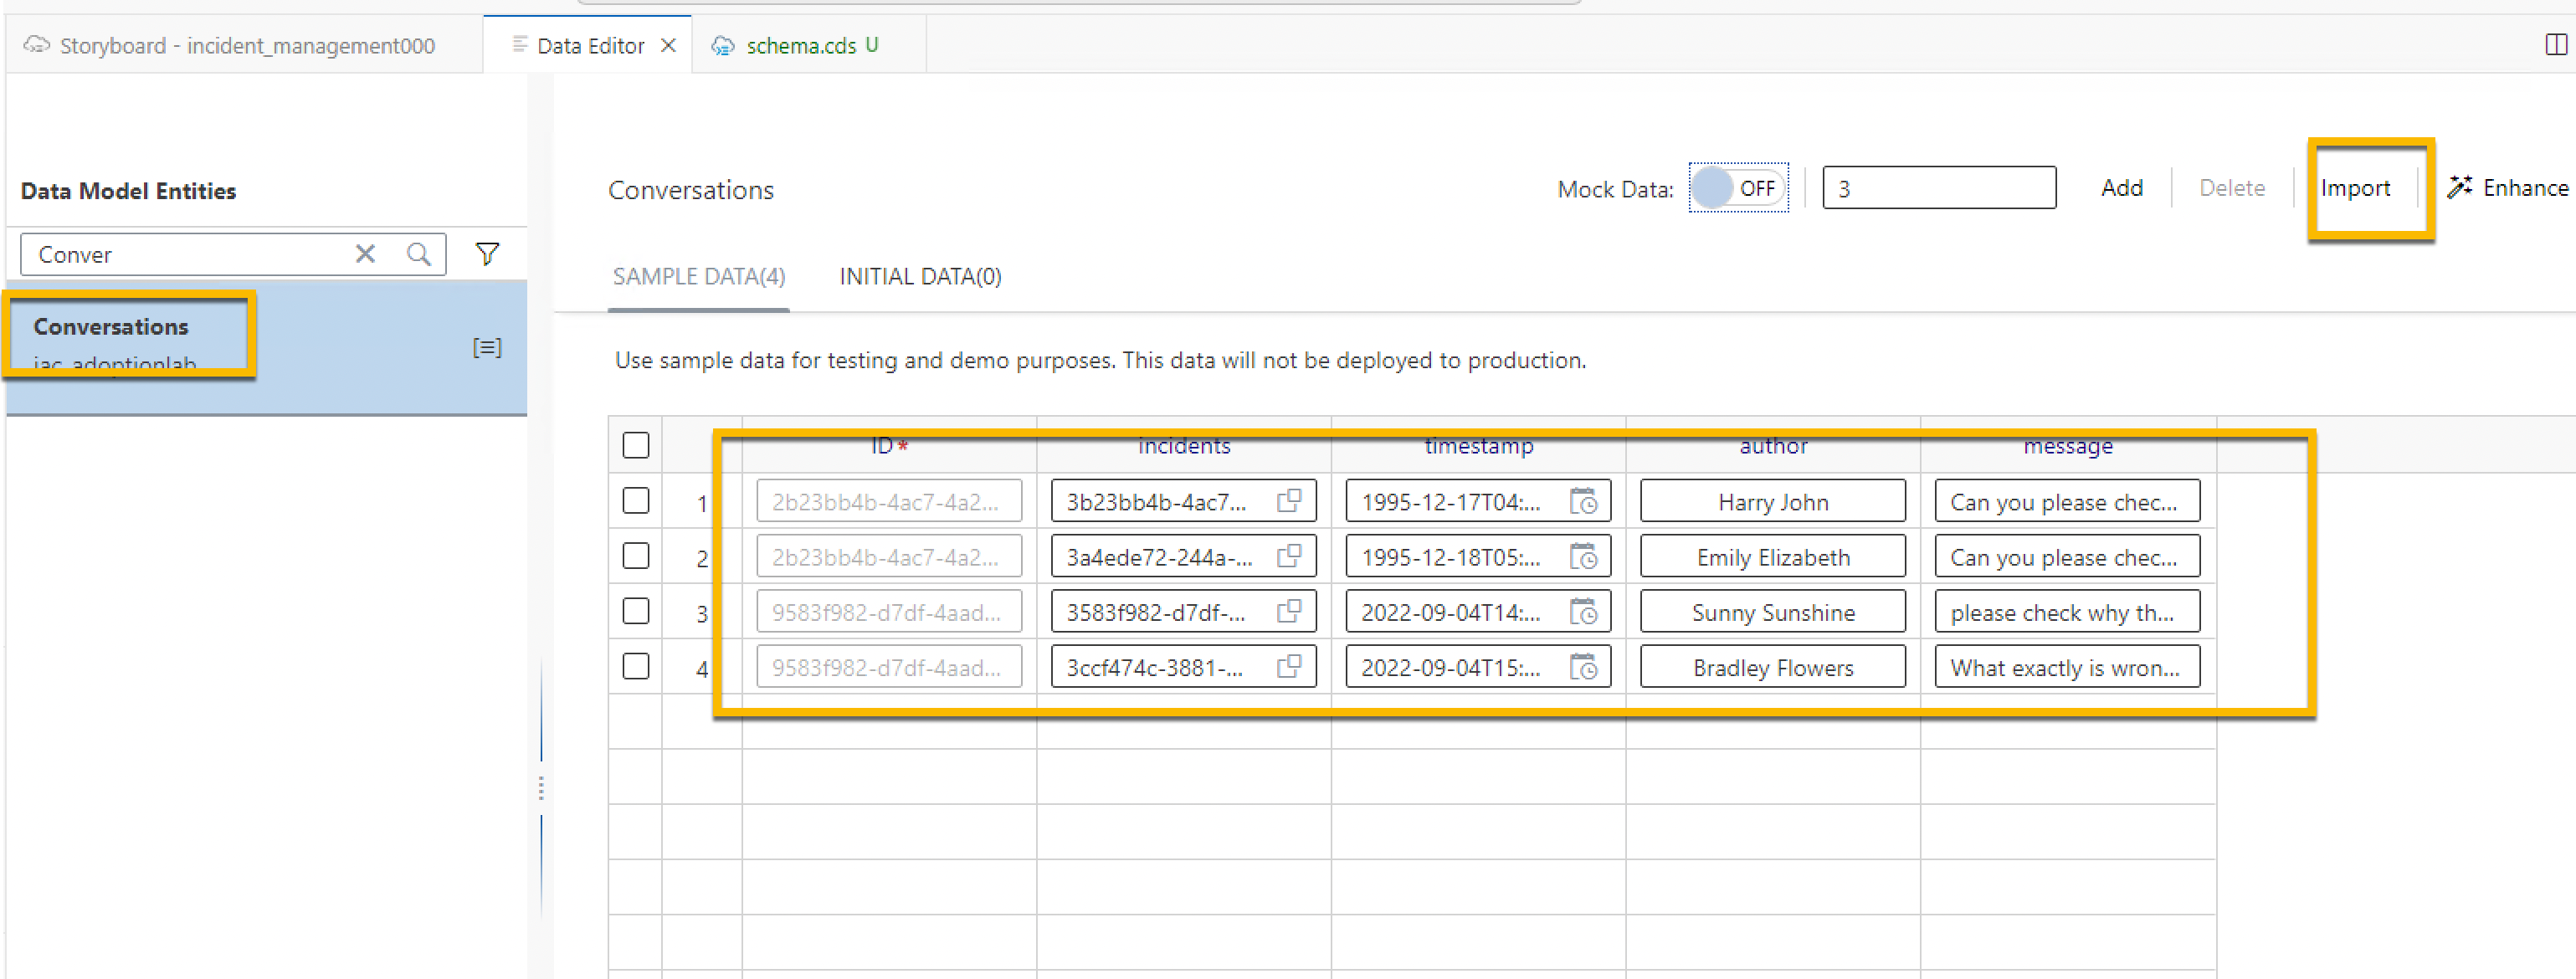 Storyboard - incident_management000 Data Editor schema.cds U
Data Model Entities
Conver
Conversations
iac_adoptionlab
Conversations Mock Data: OFF 3 Add Delete Import Enhance
SAMPLE DATA(4) INITIAL DATA(0)
Use sample data for testing and demo purposes. This data will not be deployed to production.
ID* incidents timestamp author message
1 2b23bb4b-4ac7-4a2... 3b23bb4b-4ac7... 1995-12-17T04:... Harry John Can you please chec...
2 2b23bb4b-4ac7-4a2... 3a4ede72-244a-... 1995-12-18T05:... Emily Elizabeth Can you please chec...
3 9583f982-d7df-4aad... 3583f982-d7df-... 2022-09-04T14:... Sunny Sunshine please check why th...
4 9583f982-d7df-4aad... 3ccf474c-3881-... 2022-09-04T15:... Bradley Flowers What exactly is wron...